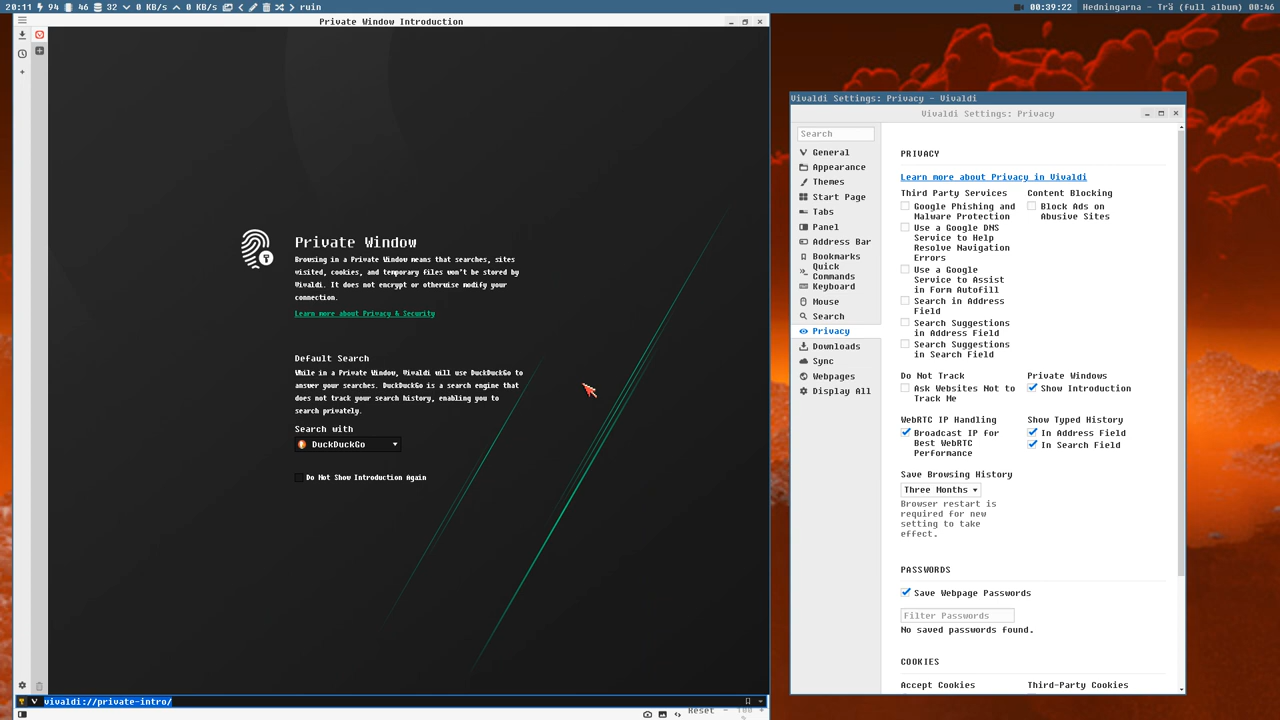 20:11 94 46 32 0 KB/s 0 KB/s ruin
00:39:22 Hedningarna - Trä (full album) 00:46
Private Window Introduction
Private Window
Browsing in a Private Window means that searches, sites
visited, cookies, and temporary files won't be stored by
Vivaldi. It does not encrypt or otherwise modify your
connection.
Learn more about Privacy & Security
Default Search
While in a Private Window, Vivaldi will use DuckDuckGo to
answer your searches. DuckDuckGo is a search engine that
does not track your search history, enabling you to
search privately.
Search with
DuckDuckGo
Do Not Show Introduction Again
vivaldi://private-intro/
Reset
Vivaldi Settings: Privacy - Vivaldi
Vivaldi Settings: Privacy
Search
General
Appearance
Themes
Start Page
Tabs
Panel
Address Bar
Bookmarks
Quick
Commands
Keyboard
Mouse
Search
Privacy
Downloads
Sync
Webpages
Display All
PRIVACY
Learn more about Privacy in Vivaldi
Third Party Services
Google Phishing and
Malware Protection
Use a Google DNS
Service to Help
Resolve Navigation
Errors
Use a Google
Service to Assist
in Form Autofill
Search in Address
Field
Search Suggestions
in Address Field
Search Suggestions
in Search Field
Content Blocking
Block Ads on
Abusive Sites
Do Not Track
Ask Websites Not to
Track Me
Private Windows
Show Introduction
WebRTC IP Handling
Broadcast IP for
Best WebRTC
Performance
Show Typed History
In Address Field
In Search Field
Save Browsing History
Three Months
Browser restart is
required for new
setting to take
effect.
PASSWORDS
Save Webpage Passwords
Filter Passwords
No saved passwords found.
COOKIES
Accept Cookies
Third-Party Cookies